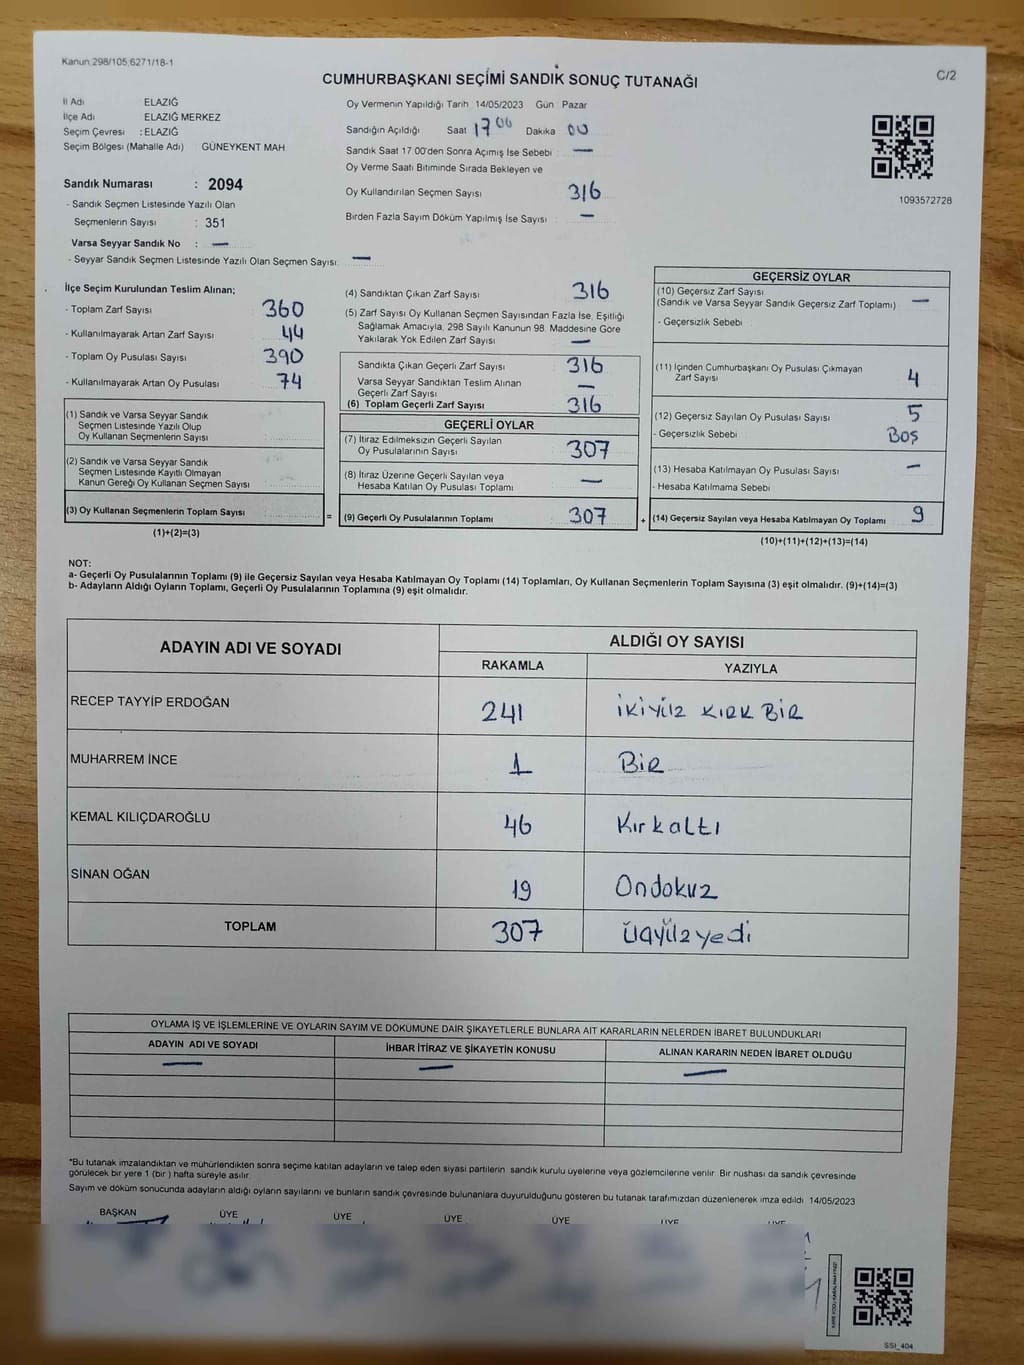 Kanun.298/105;6271/18-1
C/2
CUMHURBAŞKANI SEÇİMİ SANDIK SONUÇ TUTANAĞI
İl Adı ELAZIĞ
İlçe Adı ELAZIĞ MERKEZ
Seçim Çevresi : ELAZIĞ
Seçim Bölgesi (Mahalle Adı) GÜNEYKENT MAH
Sandık Numarası : 2094
- Sandık Seçmen Listesinde Yazılı Olan
Seçmenlerin Sayısı : 351
Varsa Seyyar Sandık No : —
- Seyyar Sandık Seçmen Listesinde Yazılı Olan Seçmen Sayısı: —
Oy Vermenin Yapıldığı Tarih 14/05/2023 Gün Pazar
Sandığın Açıldığı Saat 17 00 Dakika 00
Sandık Saat 17:00'den Sonra Açımış İse Sebebi : —
Oy Verme Saati Bitiminde Sırada Bekleyen ve
Oy Kullandırılan Seçmen Sayısı 316
Birden Fazla Sayım Döküm Yapılmış İse Sayısı : —
1093572728
İlçe Seçim Kurulundan Teslim Alınan;
- Toplam Zarf Sayısı 360
- Kullanılmayarak Artan Zarf Sayısı 44
- Toplam Oy Pusulası Sayısı 390
- Kullanılmayarak Artan Oy Pusulası 74
(1) Sandık ve Varsa Seyyar Sandık
Seçmen Listesinde Yazılı Olup
Oy Kullanan Seçmenlerin Sayısı
(2) Sandık ve Varsa Seyyar Sandık
Seçmen Listesinde Kayıtlı Olmayan
Kanun Gereği Oy Kullanan Seçmen Sayısı
(3) Oy Kullanan Seçmenlerin Toplam Sayısı
(1)+(2)=(3)
(4) Sandıktan Çıkan Zarf Sayısı 316
(5) Zarf Sayısı Oy Kullanan Seçmen Sayısından Fazla İse, Eşitliği
Sağlamak Amacıyla, 298 Sayılı Kanunun 98. Maddesine Göre
Yakılarak Yok Edilen Zarf Sayısı —
Sandıkta Çıkan Geçerli Zarf Sayısı 316
Varsa Seyyar Sandıktan Teslim Alınan
Geçerli Zarf Sayısı —
(6) Toplam Geçerli Zarf Sayısı 316
GEÇERLİ OYLAR
(7) İtiraz Edilmeksizin Geçerli Sayılan
Oy Pusulalarının Sayısı 307
(8) İtiraz Üzerine Geçerli Sayılan veya
Hesaba Katılan Oy Pusulası Toplamı —
= (9) Geçerli Oy Pusulalarının Toplamı 307
GEÇERSİZ OYLAR
(10) Geçersiz Zarf Sayısı
(Sandık ve Varsa Seyyar Sandık Geçersiz Zarf Toplamı) —
- Geçersizlik Sebebi :
(11) İçinden Cumhurbaşkanı Oy Pusulası Çıkmayan
Zarf Sayısı 4
(12) Geçersiz Sayılan Oy Pusulası Sayısı 5
- Geçersizlik Sebebi BOŞ
(13) Hesaba Katılmayan Oy Pusulası Sayısı —
- Hesaba Katılmama Sebebi
+ (14) Geçersiz Sayılan veya Hesaba Katılmayan Oy Toplamı 9
(10)+(11)+(12)+(13)=(14)
NOT:
a- Geçerli Oy Pusulalarının Toplamı (9) ile Geçersiz Sayılan veya Hesaba Katılmayan Oy Toplamı (14) Toplamları, Oy Kullanan Seçmenlerin Toplam Sayısına (3) eşit olmalıdır. (9)+(14)=(3)
b- Adayların Aldığı Oyların Toplamı, Geçerli Oy Pusulalarının Toplamına (9) eşit olmalıdır.
ADAYIN ADI VE SOYADI ALDIĞI OY SAYISI
RAKAMLA YAZIYLA
RECEP TAYYİP ERDOĞAN 241 İKİYÜZ KIRK BİR
MUHARREM İNCE 1 BİR
KEMAL KILIÇDAROĞLU 46 Kırkaltı
SİNAN OĞAN 19 Ondokuz
TOPLAM 307 üçyüzyedi
OYLAMA İŞ VE İŞLEMLERİNE VE OYLARIN SAYIM VE DÖKÜMÜNE DAİR ŞİKAYETLERLE BUNLARA AİT KARARLARIN NELERDEN İBARET BULUNDUKLARI
ADAYIN ADI VE SOYADI İHBAR İTİRAZ VE ŞİKAYETİN KONUSU ALINAN KARARIN NEDEN İBARET OLDUĞU
— — —
*Bu tutanak imzalandıktan ve mühürlendikten sonra seçime katılan adayların ve talep eden siyasi partilerin sandık kurulu üyelerine veya gözlemcilerine verilir. Bir nüshası da sandık çevresinde
görülecek bir yere 1 (bir) hafta süreyle asılır.
Sayım ve döküm sonucunda adayların aldığı oyların sayılarını ve bunların sandık çevresinde bulunanlara duyurulduğunu gösteren bu tutanak tarafımızdan düzenlenerek imza edildi. 14/05/2023
BAŞKAN ÜYE ÜYE ÜYE ÜYE ÜYE ÜYE
SSI_404